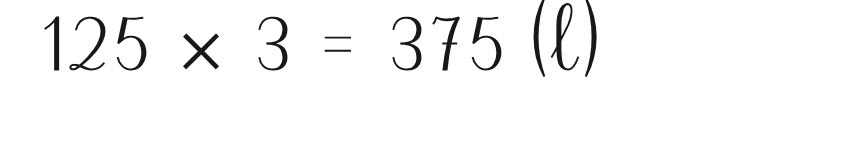 125 × 3 = 375 (ℓ)